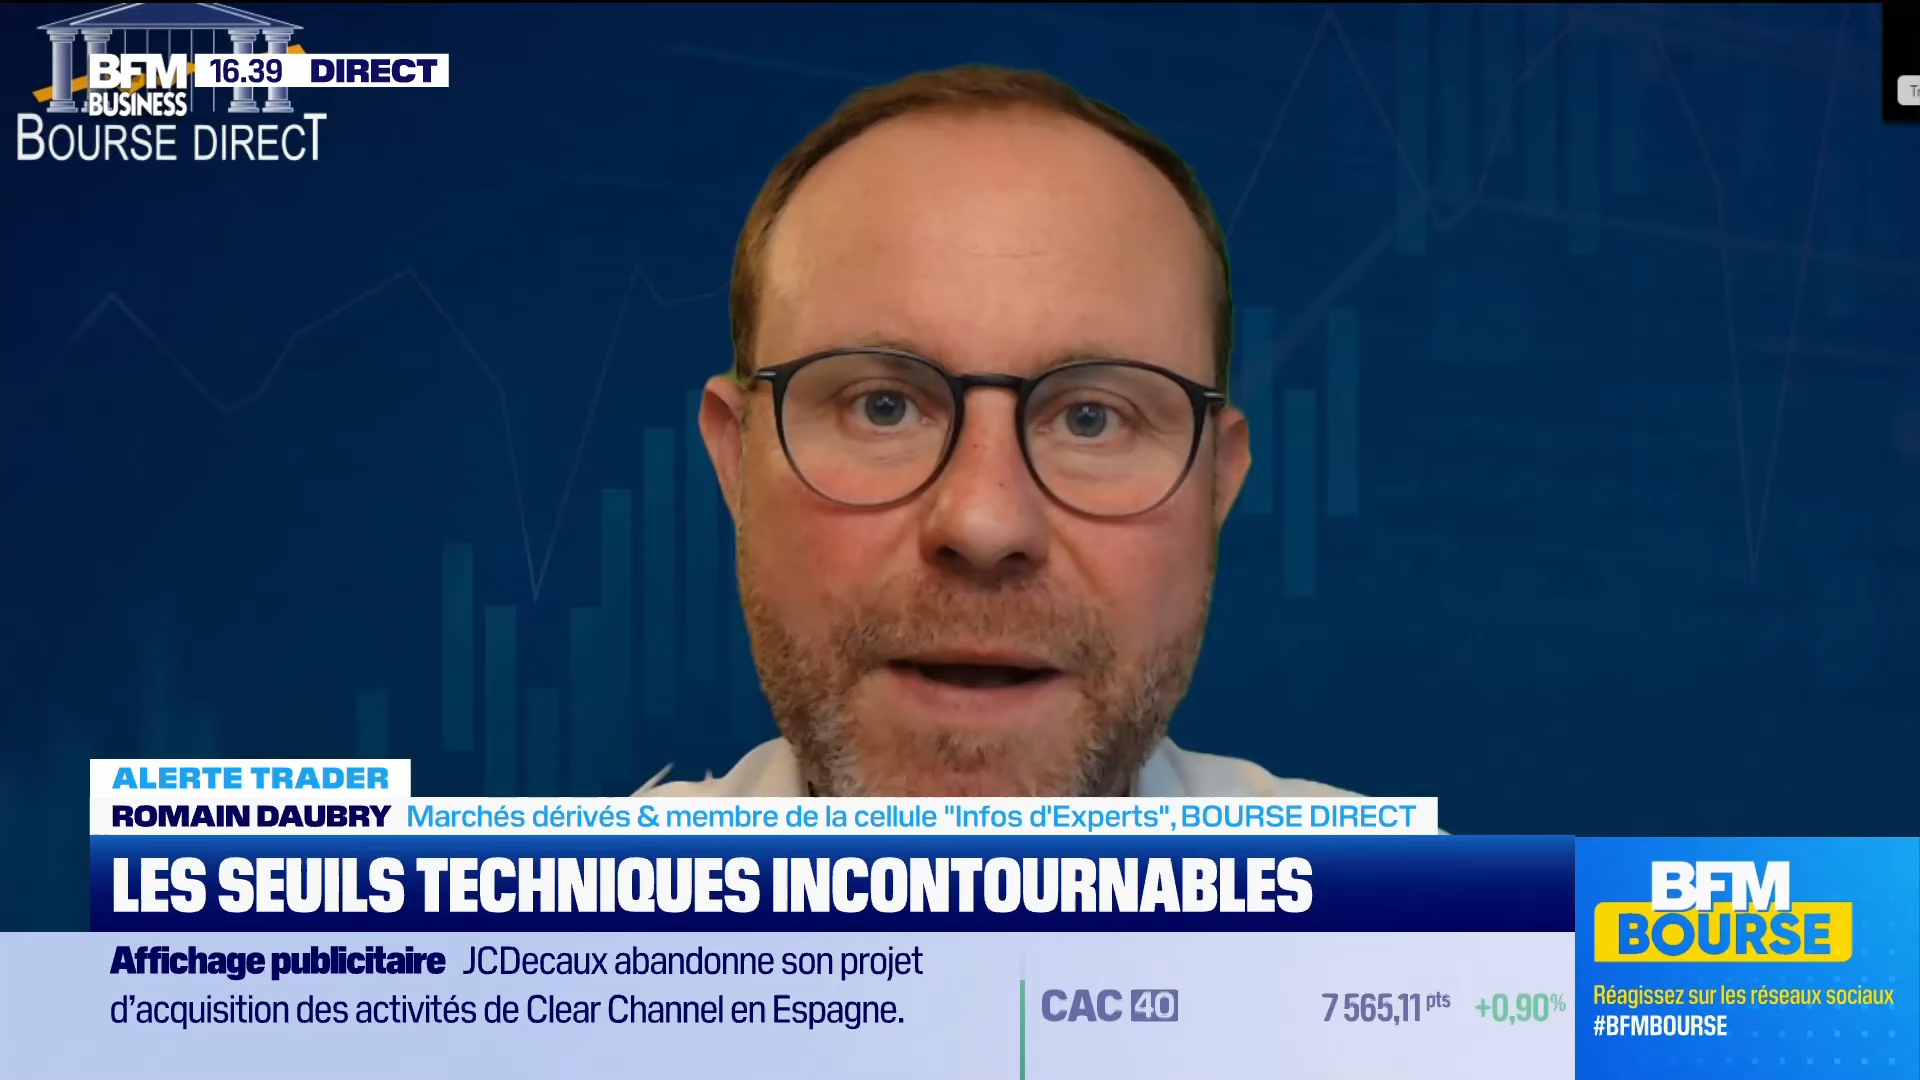 BFM 16.39 DIRECT
BUSINESS
BOURSE DIRECT
ALERTE TRADER
ROMAIN DAUBRY Marchés dérivés & membre de la cellule "Infos d'Experts", BOURSE DIRECT
LES SEUILS TECHNIQUES INCONTOURNABLES
Affichage publicitaire JCDecaux abandonne son projet
d'acquisition des activités de Clear Channel en Espagne.
CAC 40 7 565,11 pts +0,90%
BFM
BOURSE
Réagissez sur les réseaux sociaux
#BFMBOURSE